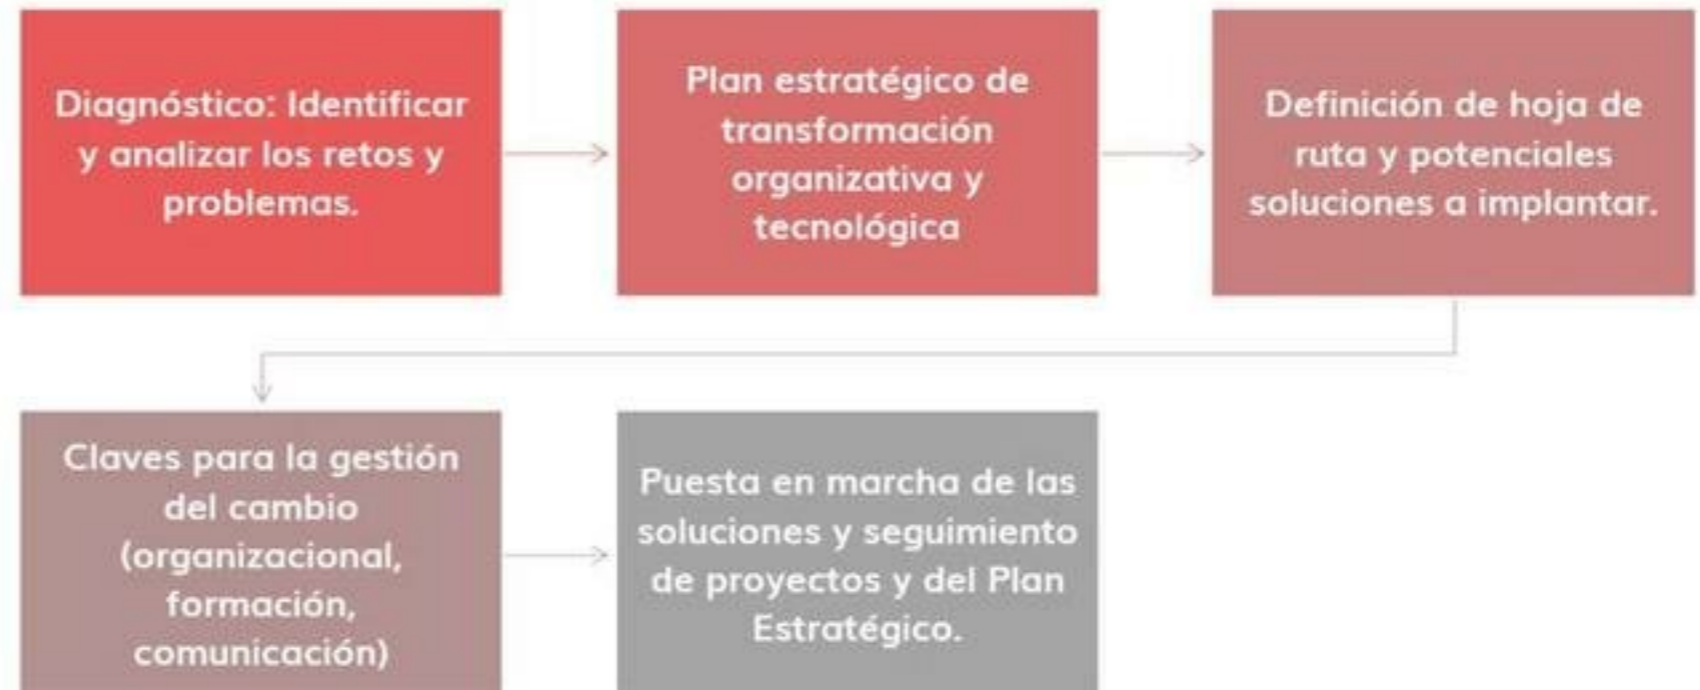 Diagnóstico: Identificar
y analizar los retos y
problemas.
Plan estratégico de
transformación
organizativa y
tecnológica
Definición de hoja de
ruta y potenciales
soluciones a implantar.
Claves para la gestión
del cambio
(organizacional,
formación,
comunicación)
Puesta en marcha de las
soluciones y seguimiento
de proyectos y del Plan
Estratégico.